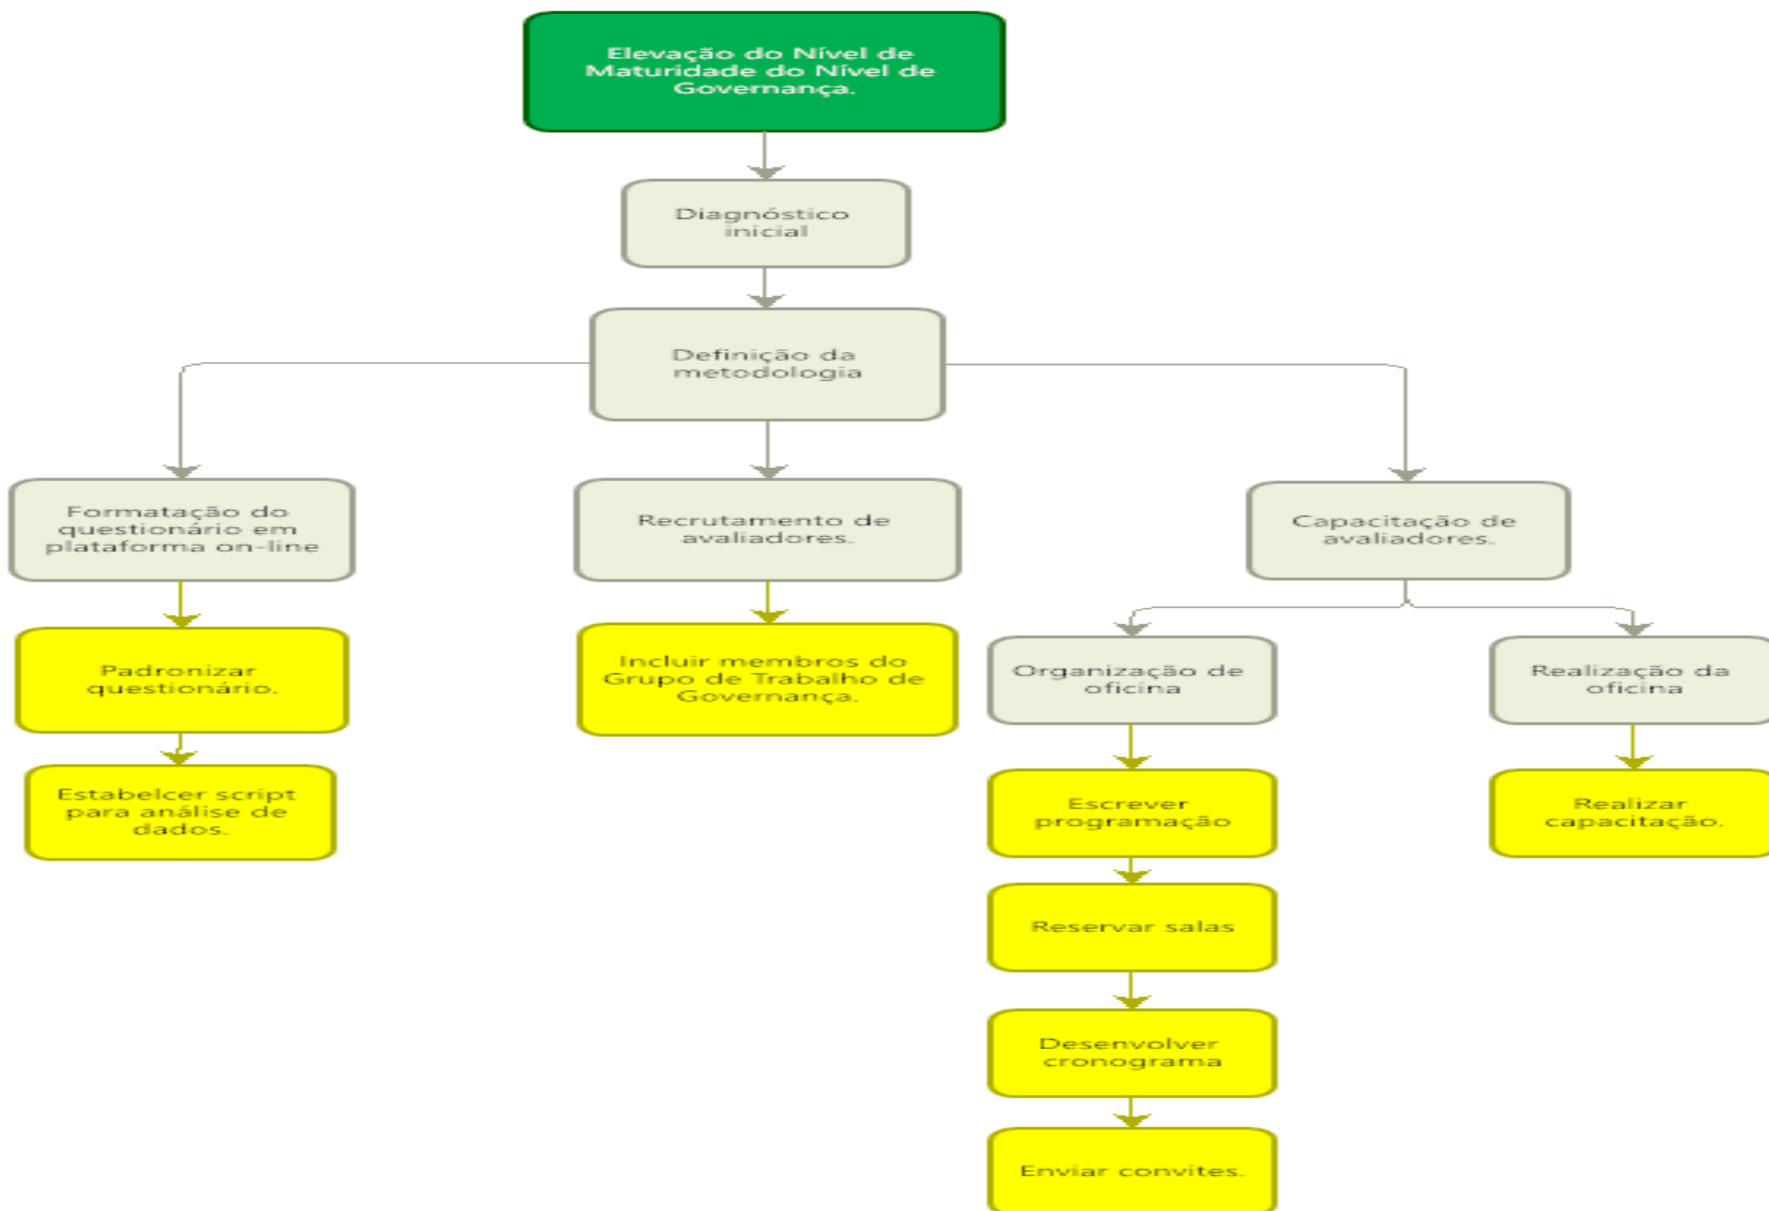 Elevação do Nível de
Maturidade do Nível de
Governança.
Diagnóstico
inicial
Definição da
metodologia
Formatação do
questionário em
plataforma on-line
Recrutamento de
avaliadores.
Capacitação de
avaliadores.
Padronizar
questionário.
Incluir membros do
Grupo de Trabalho de
Governança.
Organização de
oficina
Realização da
oficina
Estabelcer script
para análise de
dados.
Escrever
programação
Realizar
capacitação.
Reservar salas
Desenvolver
cronograma
Enviar convites.